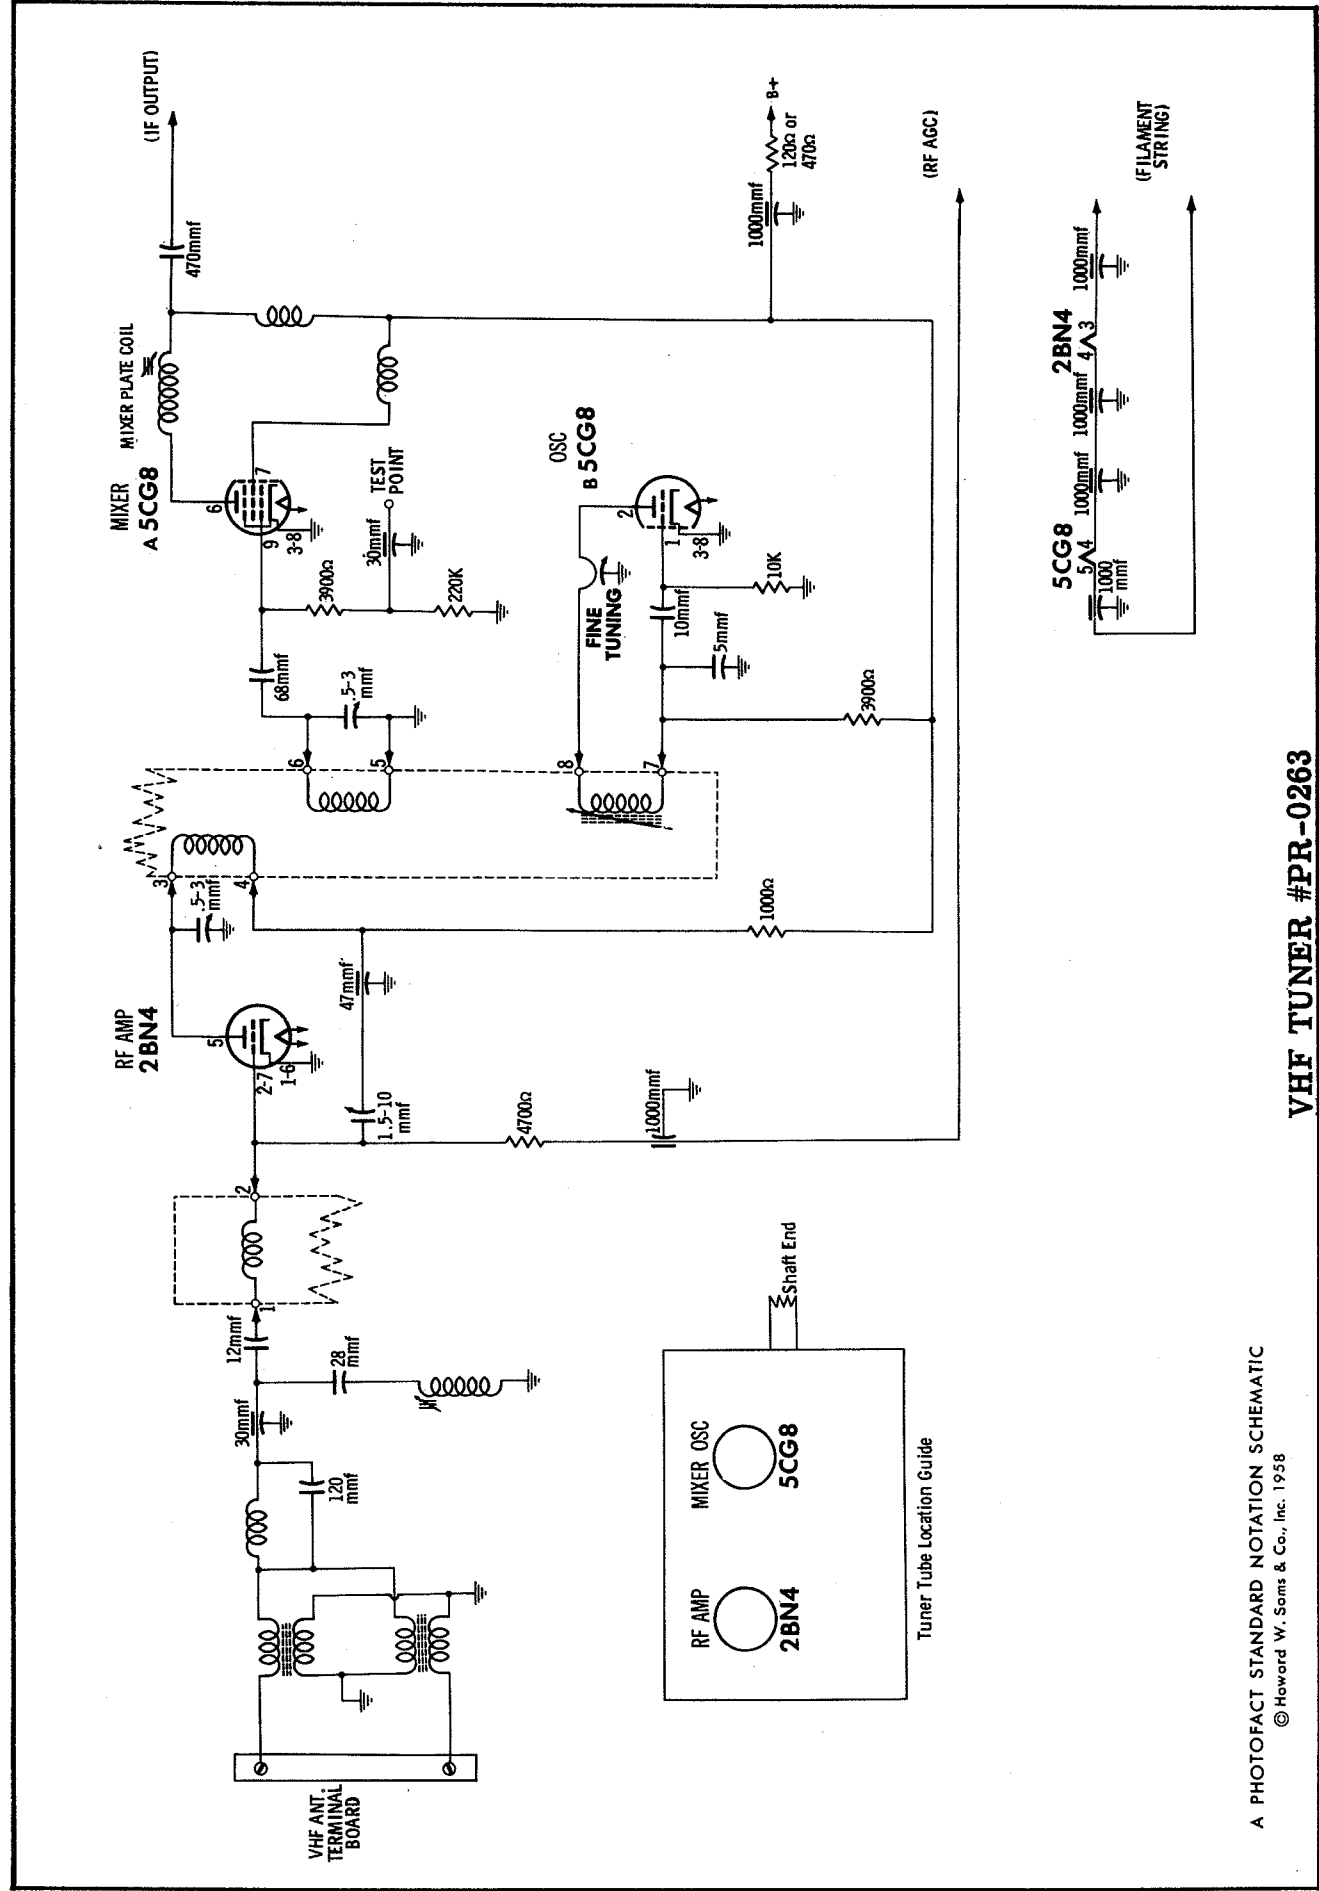 VHF ANT.
TERMINAL
BOARD
120
mmf
30mmf
28
mmf
12mmf
1
2
RF AMP
2BN4
5
2-7
1-6
1.5-10
mmf
47mmf
4700Ω
1000mmf
3
.5-3
mmf
4
1000Ω
6
5
8
7
.5-3
mmf
68mmf
MIXER
A 5CG8
MIXER PLATE COIL
6
7
9
3-8
3900Ω
220K
30mmf
TEST
POINT
470mmf
(IF OUTPUT)
OSC
B 5CG8
2
1
3-8
FINE
TUNING
10mmf
5mmf
10K
3900Ω
1000mmf
120Ω or
470Ω
B+
(RF AGC)
5CG8
5
4
1000
mmf
1000mmf
1000mmf
2BN4
4
3
1000mmf
(FILAMENT
STRING)
RF AMP
2BN4
MIXER OSC
5CG8
Shaft End
Tuner Tube Location Guide
A PHOTOFACT STANDARD NOTATION SCHEMATIC
© Howard W. Sams & Co., Inc. 1958
VHF TUNER #PR-0263